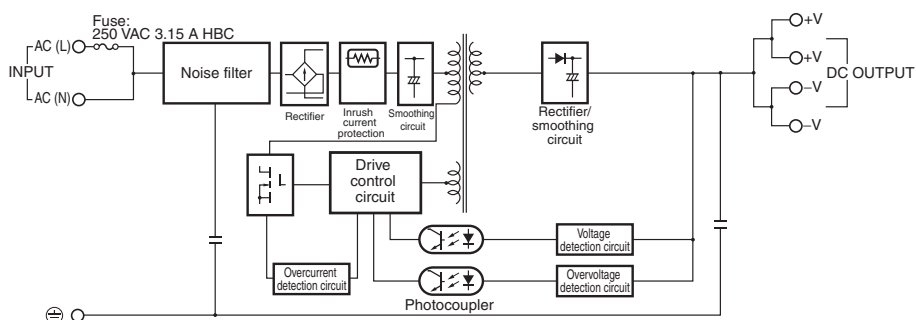 Fuse:
250 VAC 3.15 A HBC
AC (L)
INPUT
AC (N)
Noise filter
Rectifier
Inrush
current
protection
Smoothing
circuit
Rectifier/
smoothing
circuit
+V
+V
DC OUTPUT
−V
−V
Drive
control
circuit
Overcurrent
detection circuit
Voltage
detection circuit
Overvoltage
detection circuit
Photocoupler